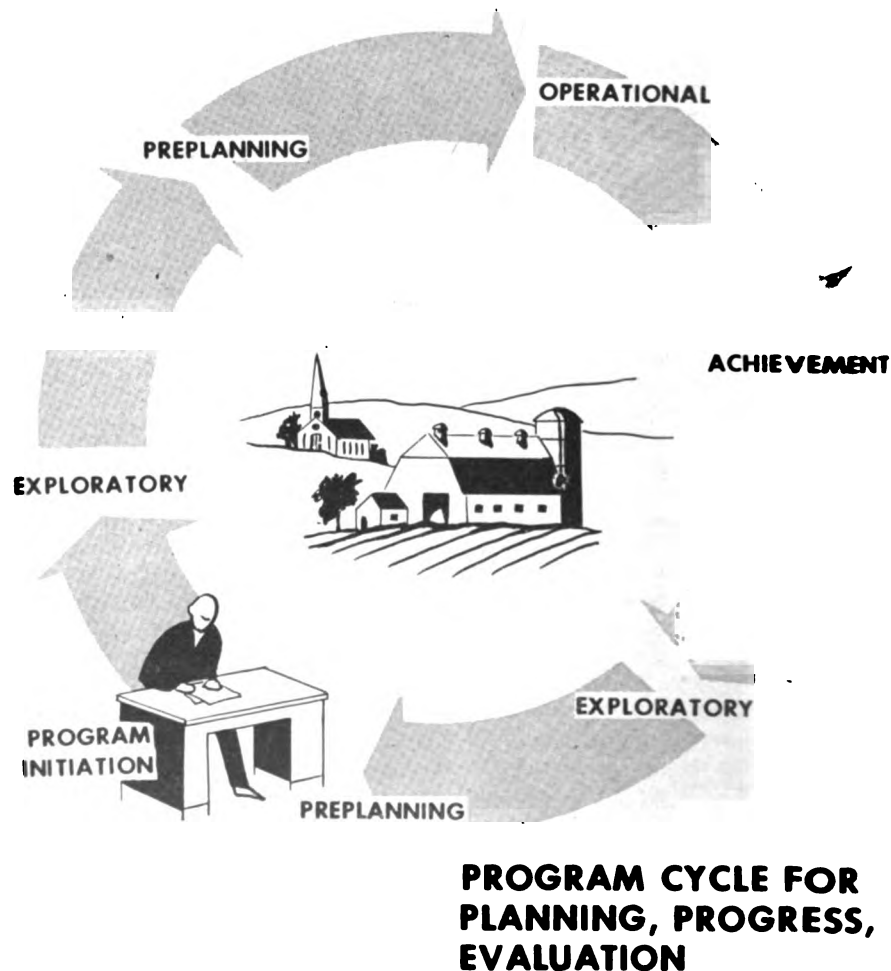 OPERATIONAL
PREPLANNING
ACHIEVEMENT
EXPLORATORY
EXPLORATORY
PROGRAM
INITIATION
PREPLANNING
PROGRAM CYCLE FOR
PLANNING, PROGRESS,
EVALUATION